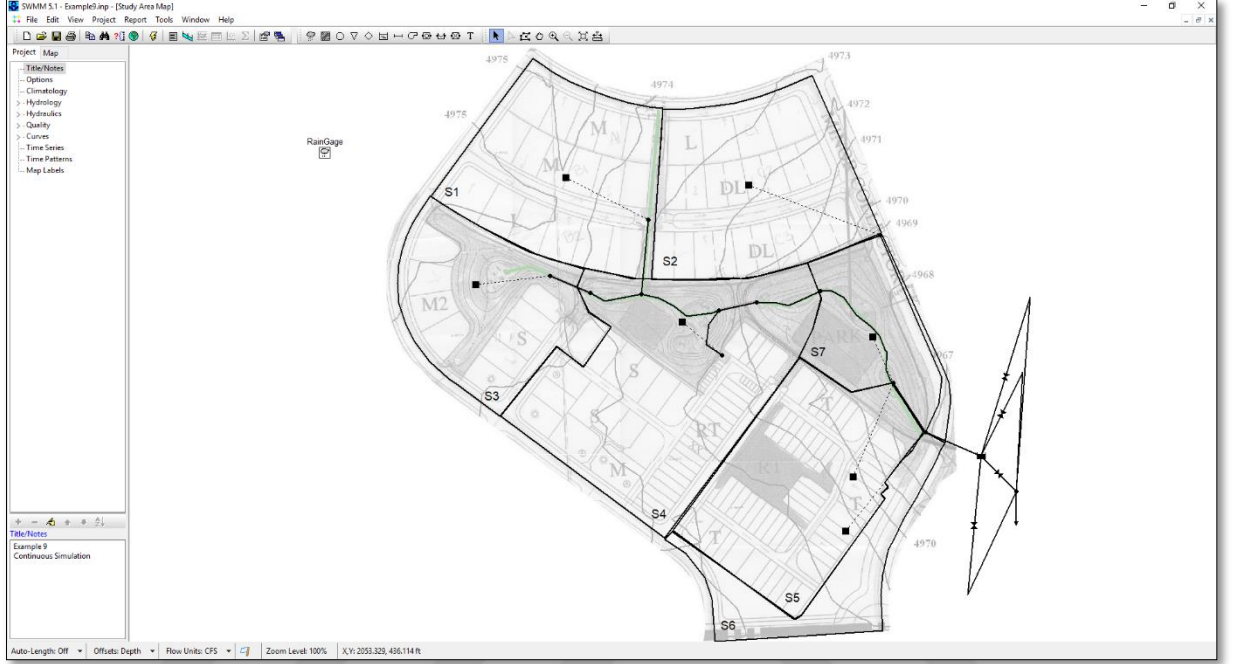 SWMM 5.1 - Example9.inp - [Study Area Map]
File Edit View Project Report Tools Window Help
T
Project Map
Title/Notes
Options
Climatology
Hydrology
Hydraulics
Quality
Curves
Time Series
Time Patterns
Map Labels
Title/Notes
Example 9
Continuous Simulation
RainGage
4975
4973
4974
4972
4975
4971
M
L
M
DL
S1
4970
L
4969
DL
S2
4968
M2
S
S7
4967
S
T
S3
S
RT
M
RT
T
S4
T
4970
S5
S6
Auto-Length: Off Offsets: Depth Flow Units: CFS Zoom Level: 100% X,Y: 2053.329, 436.114 ft